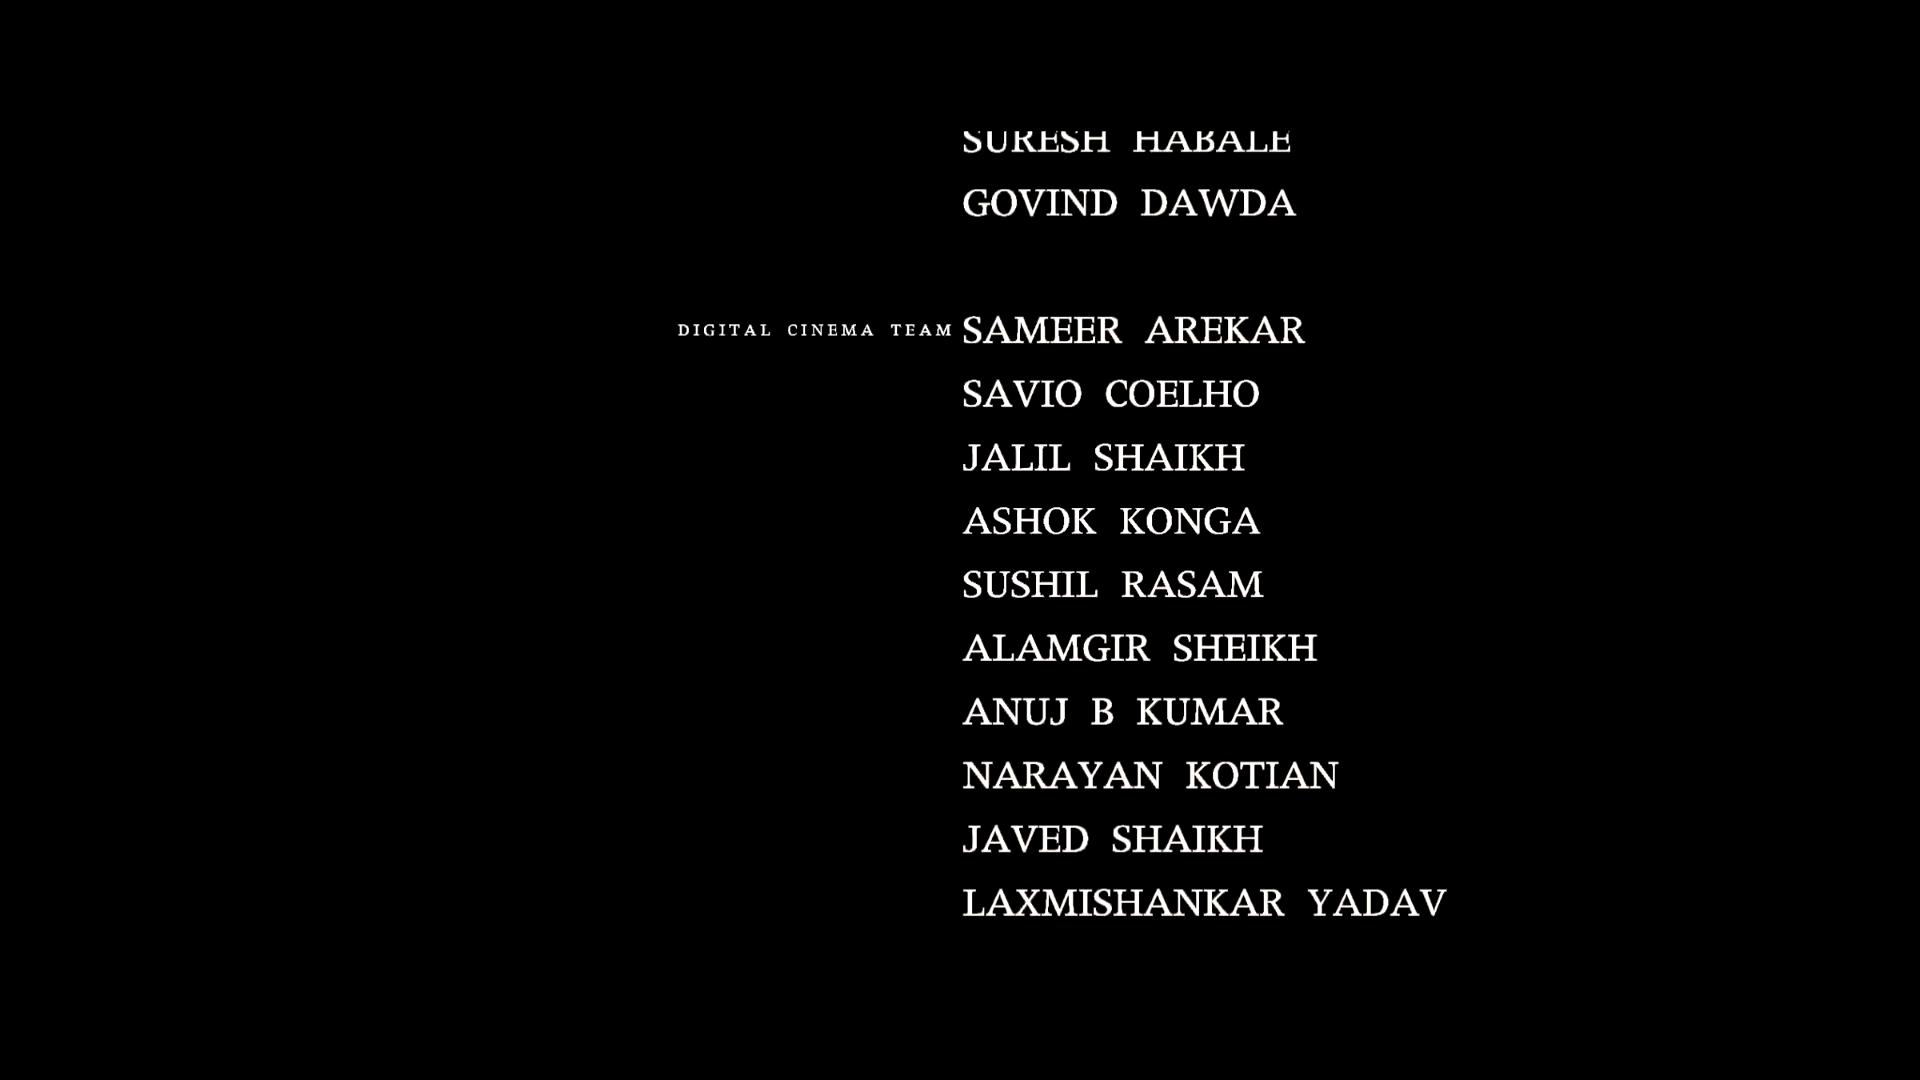 SURESH HABALE
GOVIND DAWDA
DIGITAL CINEMA TEAM SAMEER AREKAR
SAVIO COELHO
JALIL SHAIKH
ASHOK KONGA
SUSHIL RASAM
ALAMGIR SHEIKH
ANUJ B KUMAR
NARAYAN KOTIAN
JAVED SHAIKH
LAXMISHANKAR YADAV